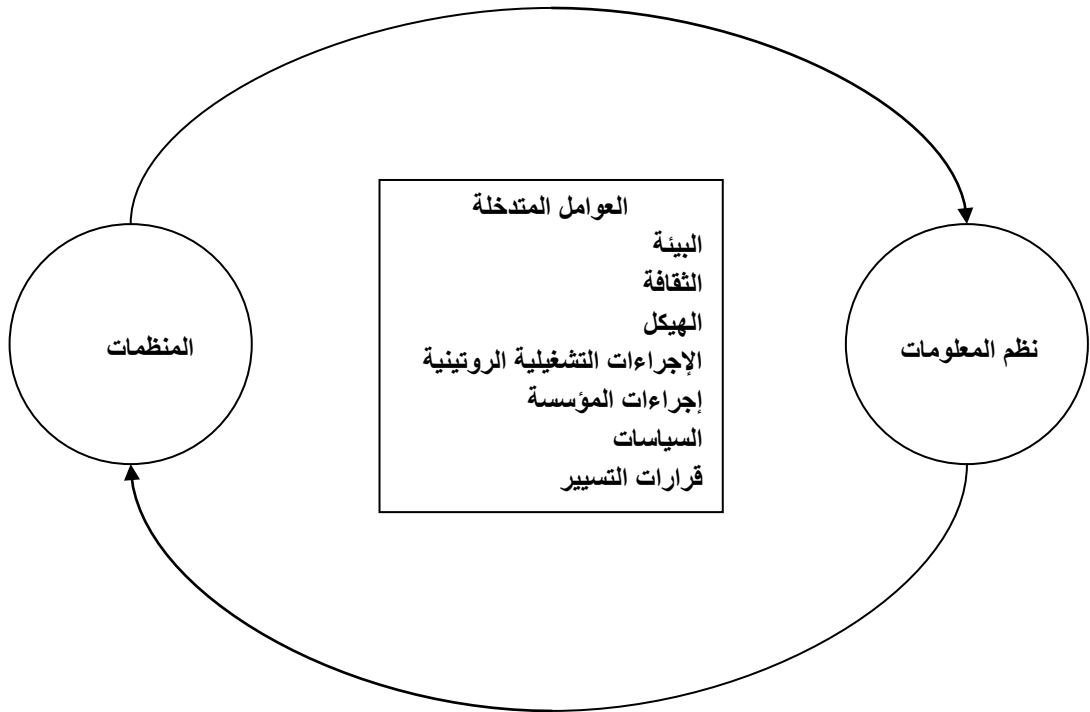 العوامل المتدخلة
البيئة
الثقافة
الهيكل
الإجراءات التشغيلية الروتينية
إجراءات المؤسسة
السياسات
قرارات التسيير
نظم المعلومات
المنظمات